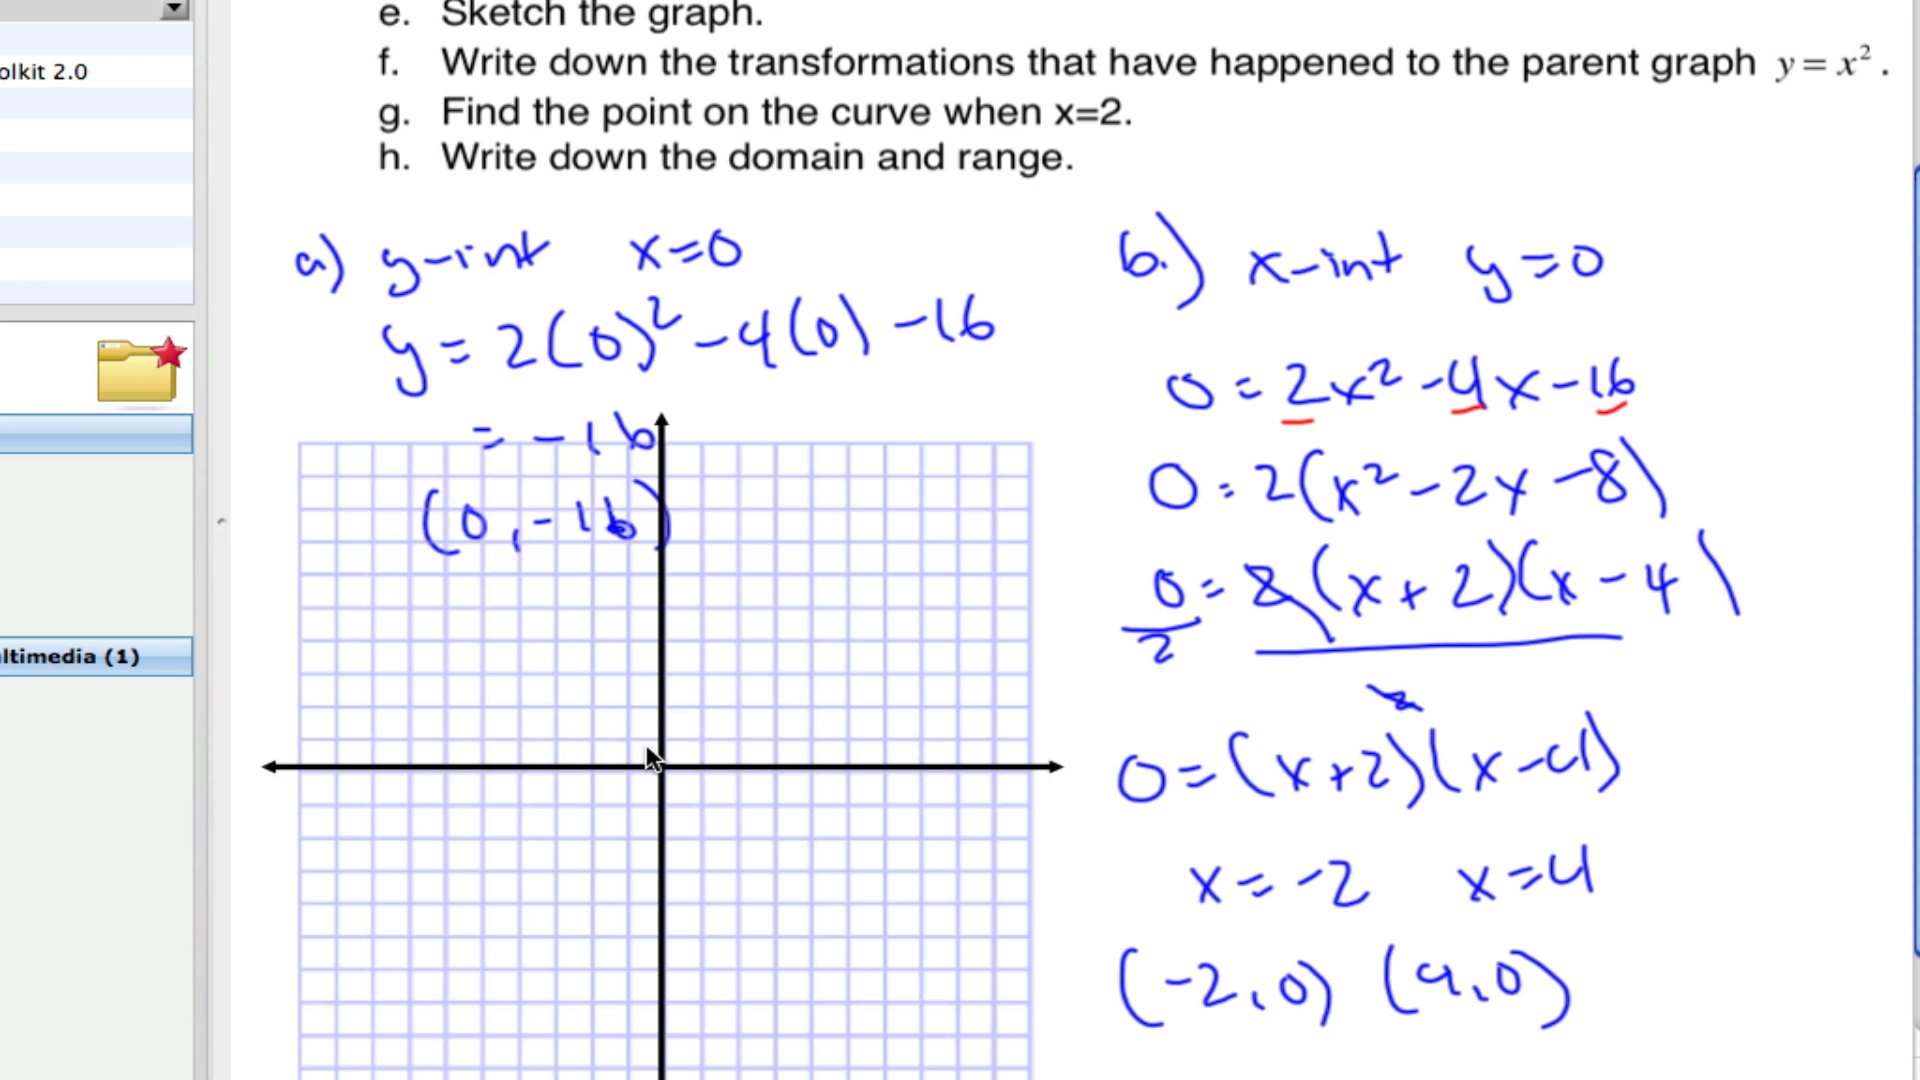 e. Sketch the graph.
olkit 2.0
f. Write down the transformations that have happened to the parent graph y = x².
g. Find the point on the curve when x=2.
h. Write down the domain and range.
a) y-int x=0
y = 2(0)² -4(0) -16
= -16
(0, -16)
b.) x-int y=0
0 = 2x² -4x -16
0 = 2(x² - 2x - 8)
0 = 2(x+2)(x-4)
2 2
0 = (x+2)(x-4)
x = -2 x=4
(-2,0) (4,0)
ltimedia (1)